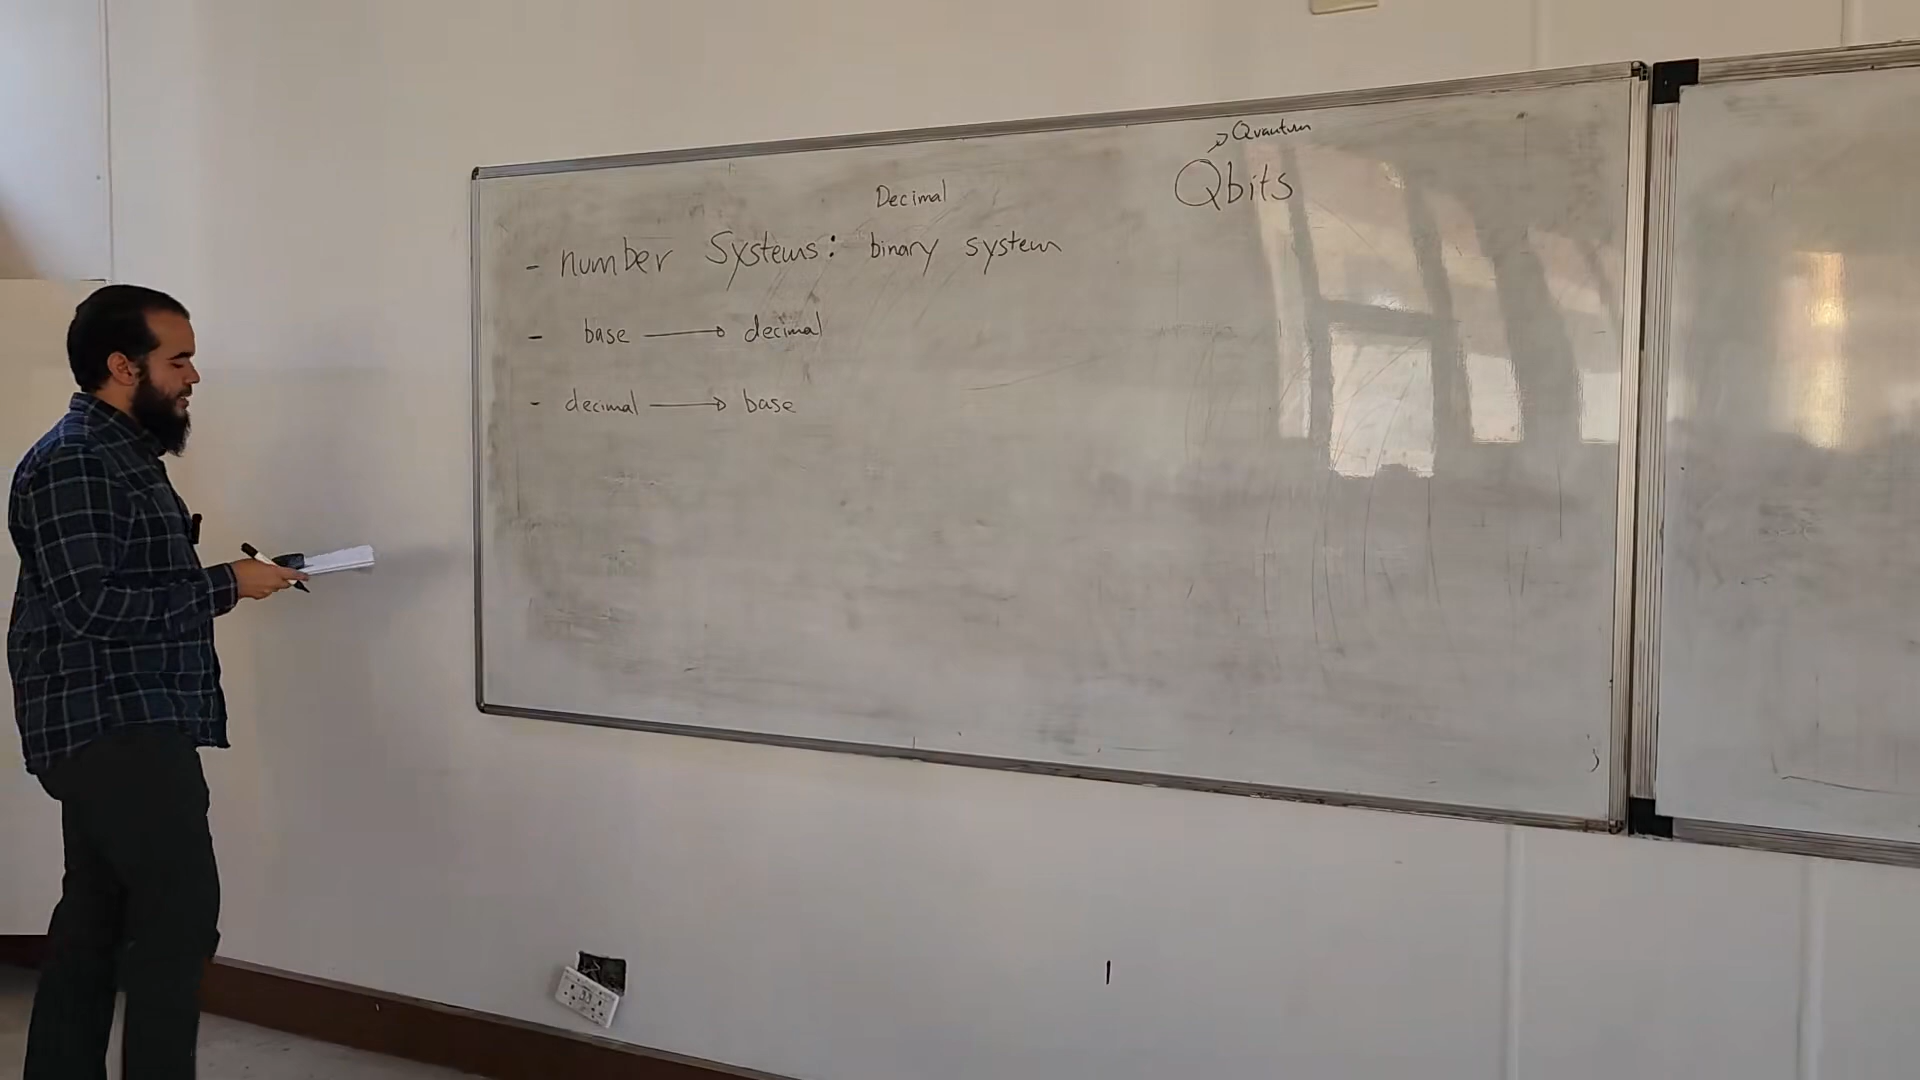 Quantum
Qbits
Decimal
- number Systems: binary system
- base → decimal
- decimal → base